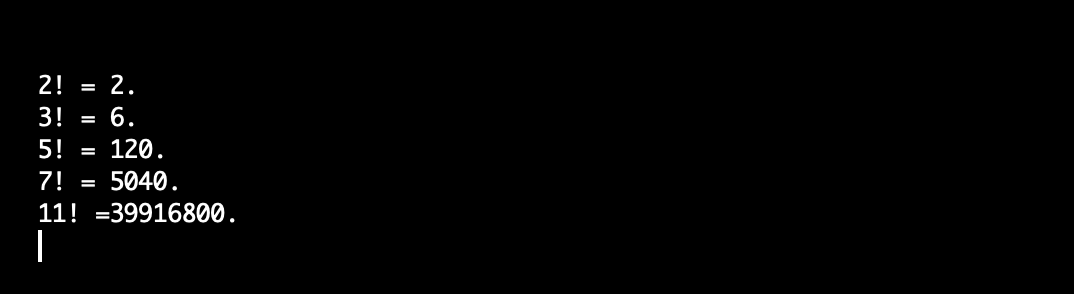 2! = 2.
3! = 6.
5! = 120.
7! = 5040.
11! =39916800.